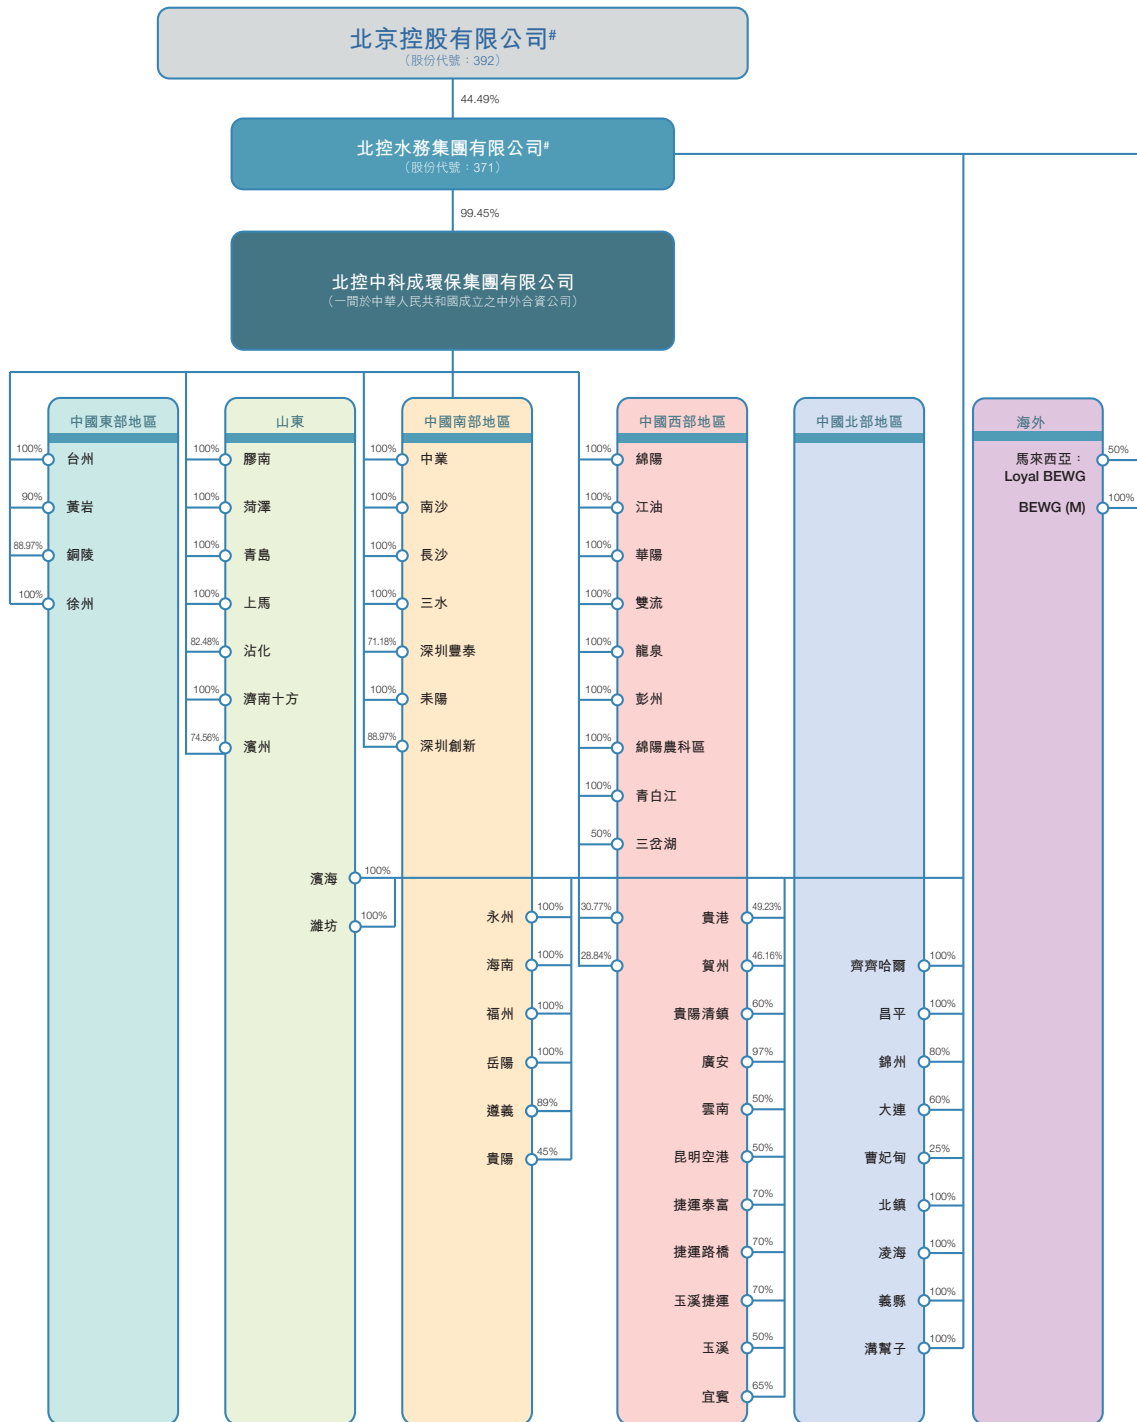 北京控股有限公司#
（股份代號：392）
44.49%
北控水務集團有限公司#
（股份代號：371）
99.45%
北控中科成環保集團有限公司
（一間於中華人民共和國成立之中外合資公司）
中國東部地區
100% 台州
90% 黃岩
88.97% 銅陵
100% 徐州
山東
100% 膠南
100% 菏澤
100% 青島
100% 上馬
82.48% 沾化
100% 濟南十方
74.56% 濱州
濱海 100%
濰坊 100%
中國南部地區
100% 中業
100% 南沙
100% 長沙
100% 三水
71.18% 深圳豐泰
100% 耒陽
88.97% 深圳創新
永州 100%
海南 100%
福州 100%
岳陽 100%
遵義 89%
貴陽 45%
中國西部地區
100% 綿陽
100% 江油
100% 華陽
100% 雙流
100% 龍泉
100% 彭州
100% 綿陽農科區
100% 青白江
50% 三岔湖
30.77% 貴港 49.23%
28.84% 賀州 46.16%
貴陽清鎮 60%
廣安 97%
雲南 50%
昆明空港 50%
捷運泰富 70%
捷運路橋 70%
玉溪捷運 70%
玉溪 50%
宜賓 65%
中國北部地區
齊齊哈爾 100%
昌平 100%
錦州 80%
大連 60%
曹妃甸 25%
北鎮 100%
凌海 100%
義縣 100%
溝幫子 100%
海外
馬來西亞： 50%
Loyal BEWG
BEWG (M) 100%